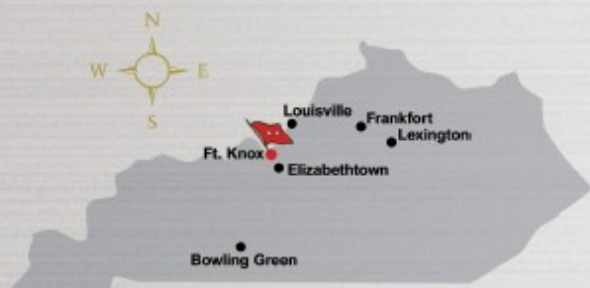 N
W E
S
Louisville
Frankfort
Lexington
Ft. Knox
Elizabethtown
Bowling Green